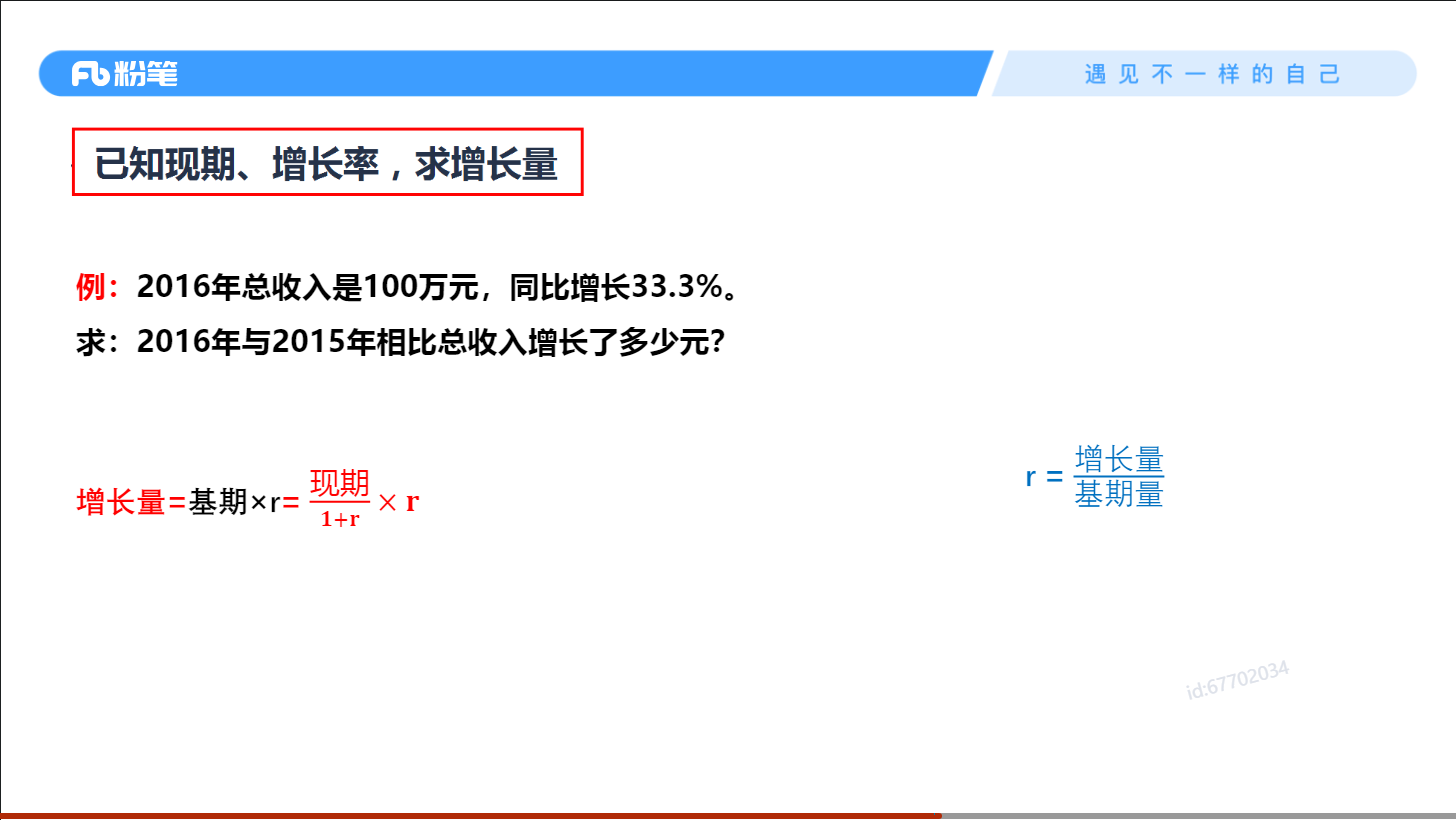 粉笔
遇见不一样的自己
已知现期、增长率，求增长量
例：2016年总收入是100万元，同比增长33.3%。
求：2016年与2015年相比总收入增长了多少元？
增长量=基期×r= 现期/1+r × r
r = 增长量/基期量
id:67702034